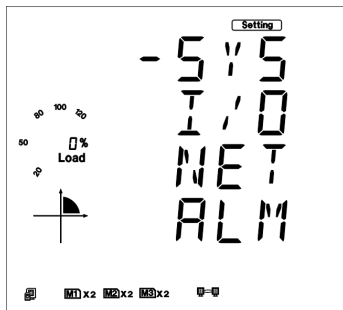 Setting
- SYS
I/O
NET
ALM
80 100 120
50
0%
Load
20
M1 X2 M2 X2 M3 X2